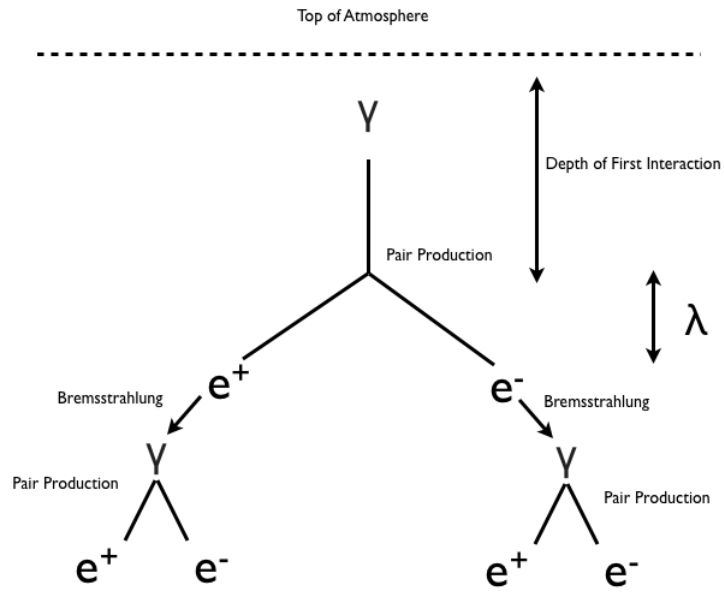 Top of Atmosphere
γ
Depth of First Interaction
Pair Production
λ
e⁺
e⁻
Bremsstrahlung
Bremsstrahlung
γ
γ
Pair Production
Pair Production
e⁺
e⁻
e⁺
e⁻